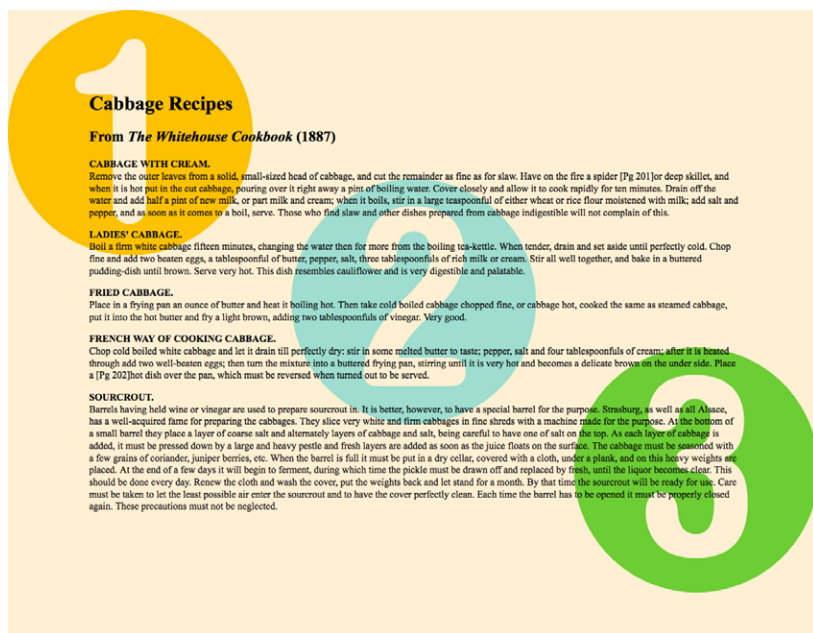 1
2
3
Cabbage Recipes
From The Whitehouse Cookbook (1887)
CABBAGE WITH CREAM.
Remove the outer leaves from a solid, small-sized head of cabbage, and cut the remainder as fine as for slaw. Have on the fire a spider [Pg 201]or deep skillet, and
when it is hot put in the cut cabbage, pouring over it right away a pint of boiling water. Cover closely and allow it to cook rapidly for ten minutes. Drain off the
water and add half a pint of new milk, or part milk and cream; when it boils, stir in a large teaspoonful of either wheat or rice flour moistened with milk; add salt and
pepper, and as soon as it comes to a boil, serve. Those who find slaw and other dishes prepared from cabbage indigestible will not complain of this.
LADIES' CABBAGE.
Boil a firm white cabbage fifteen minutes, changing the water then for more from the boiling tea-kettle. When tender, drain and set aside until perfectly cold. Chop
fine and add two beaten eggs, a tablespoonful of butter, pepper, salt, three tablespoonfuls of rich milk or cream. Stir all well together, and bake in a buttered
pudding-dish until brown. Serve very hot. This dish resembles cauliflower and is very digestible and palatable.
FRIED CABBAGE.
Place in a frying pan an ounce of butter and heat it boiling hot. Then take cold boiled cabbage chopped fine, or cabbage hot, cooked the same as steamed cabbage,
put it into the hot butter and fry a light brown, adding two tablespoonfuls of vinegar. Very good.
FRENCH WAY OF COOKING CABBAGE.
Chop cold boiled white cabbage and let it drain till perfectly dry: stir in some melted butter to taste; pepper, salt and four tablespoonfuls of cream; after it is heated
through add two well-beaten eggs; then turn the mixture into a buttered frying pan, stirring until it is very hot and becomes a delicate brown on the under side. Place
a [Pg 202]hot dish over the pan, which must be reversed when turned out to be served.
SOURCROUT.
Barrels having held wine or vinegar are used to prepare sourcrout in. It is better, however, to have a special barrel for the purpose. Strasburg, as well as all Alsace,
has a well-acquired fame for preparing the cabbages. They slice very white and firm cabbages in fine shreds with a machine made for the purpose. At the bottom of
a small barrel they place a layer of coarse salt and alternately layers of cabbage and salt, being careful to have one of salt on the top. As each layer of cabbage is
added, it must be pressed down by a large and heavy pestle and fresh layers are added as soon as the juice floats on the surface. The cabbage must be seasoned with
a few grains of coriander, juniper berries, etc. When the barrel is full it must be put in a dry cellar, covered with a cloth, under a plank, and on this heavy weights are
placed. At the end of a few days it will begin to ferment, during which time the pickle must be drawn off and replaced by fresh, until the liquor becomes clear. This
should be done every day. Renew the cloth and wash the cover, put the weights back and let stand for a month. By that time the sourcrout will be ready for use. Care
must be taken to let the least possible air enter the sourcrout and to have the cover perfectly clean. Each time the barrel has to be opened it must be properly closed
again. These precautions must not be neglected.